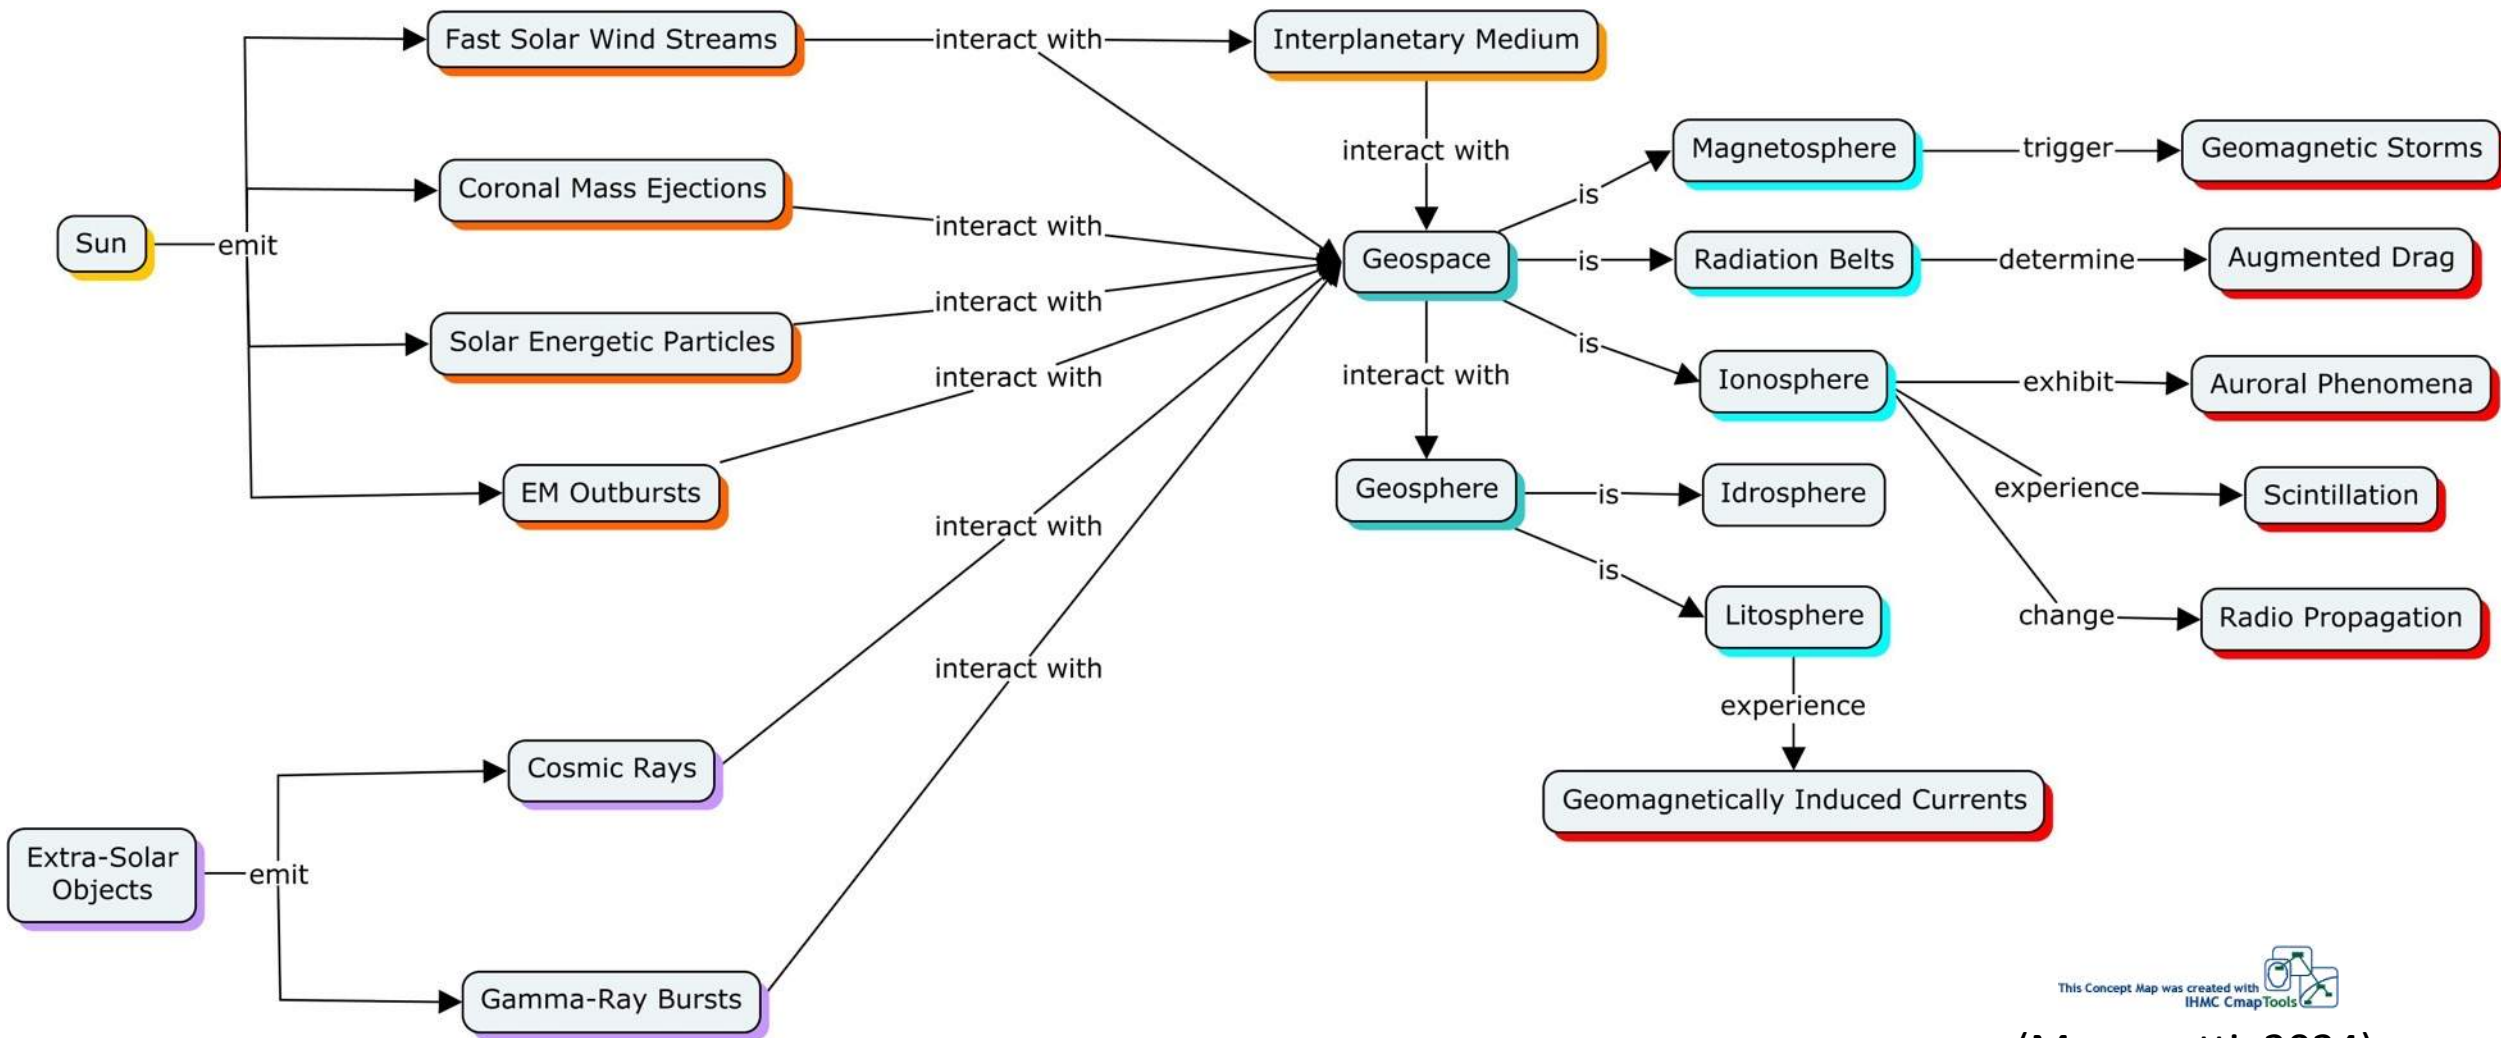 Fast Solar Wind Streams
interact with
Interplanetary Medium
interact with
Magnetosphere
trigger
Geomagnetic Storms
Coronal Mass Ejections
interact with
is
Sun
emit
Geospace
is
Radiation Belts
determine
Augmented Drag
Solar Energetic Particles
interact with
is
interact with
interact with
Ionosphere
exhibit
Auroral Phenomena
EM Outbursts
Geosphere
is
Idrosphere
experience
Scintillation
interact with
is
Litosphere
change
Radio Propagation
interact with
experience
Cosmic Rays
Geomagnetically Induced Currents
Extra-Solar
Objects
emit
Gamma-Ray Bursts
This Concept Map was created with
IHMC CmapTools
2024)